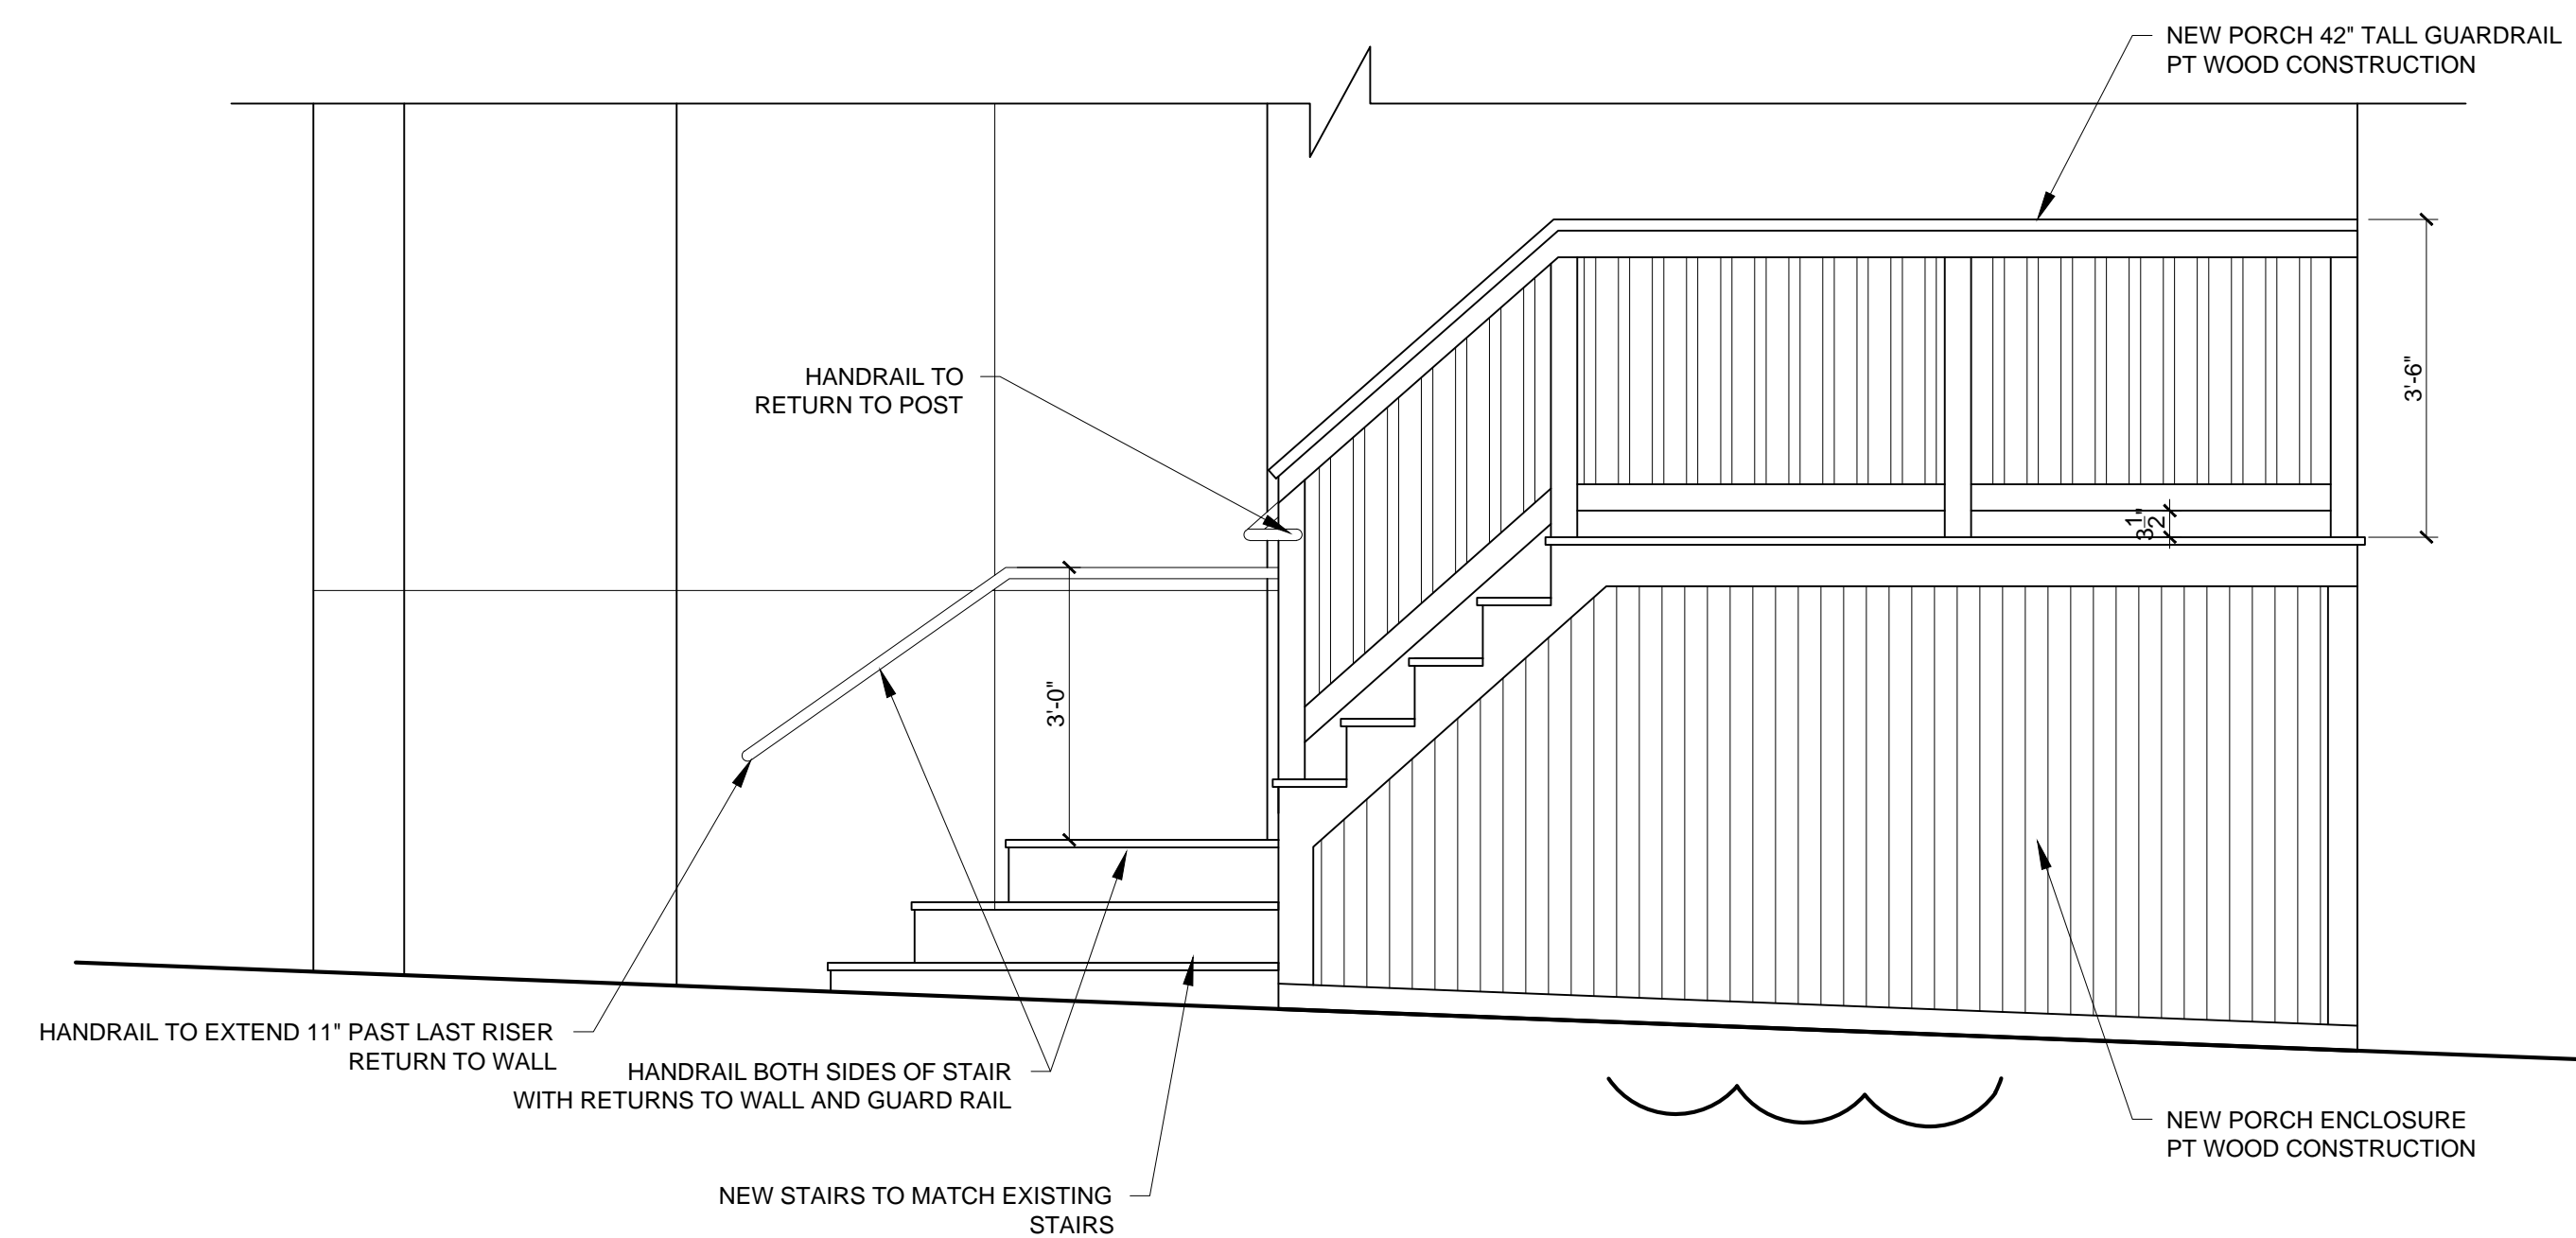 NEW PORCH 42" TALL GUARDRAIL
PT WOOD CONSTRUCTION
HANDRAIL TO
RETURN TO POST
3'-6"
3 1/2"
3'-0"
HANDRAIL TO EXTEND 11" PAST LAST RISER
RETURN TO WALL
HANDRAIL BOTH SIDES OF STAIR
WITH RETURNS TO WALL AND GUARD RAIL
NEW STAIRS TO MATCH EXISTING
STAIRS
NEW PORCH ENCLOSURE
PT WOOD CONSTRUCTION